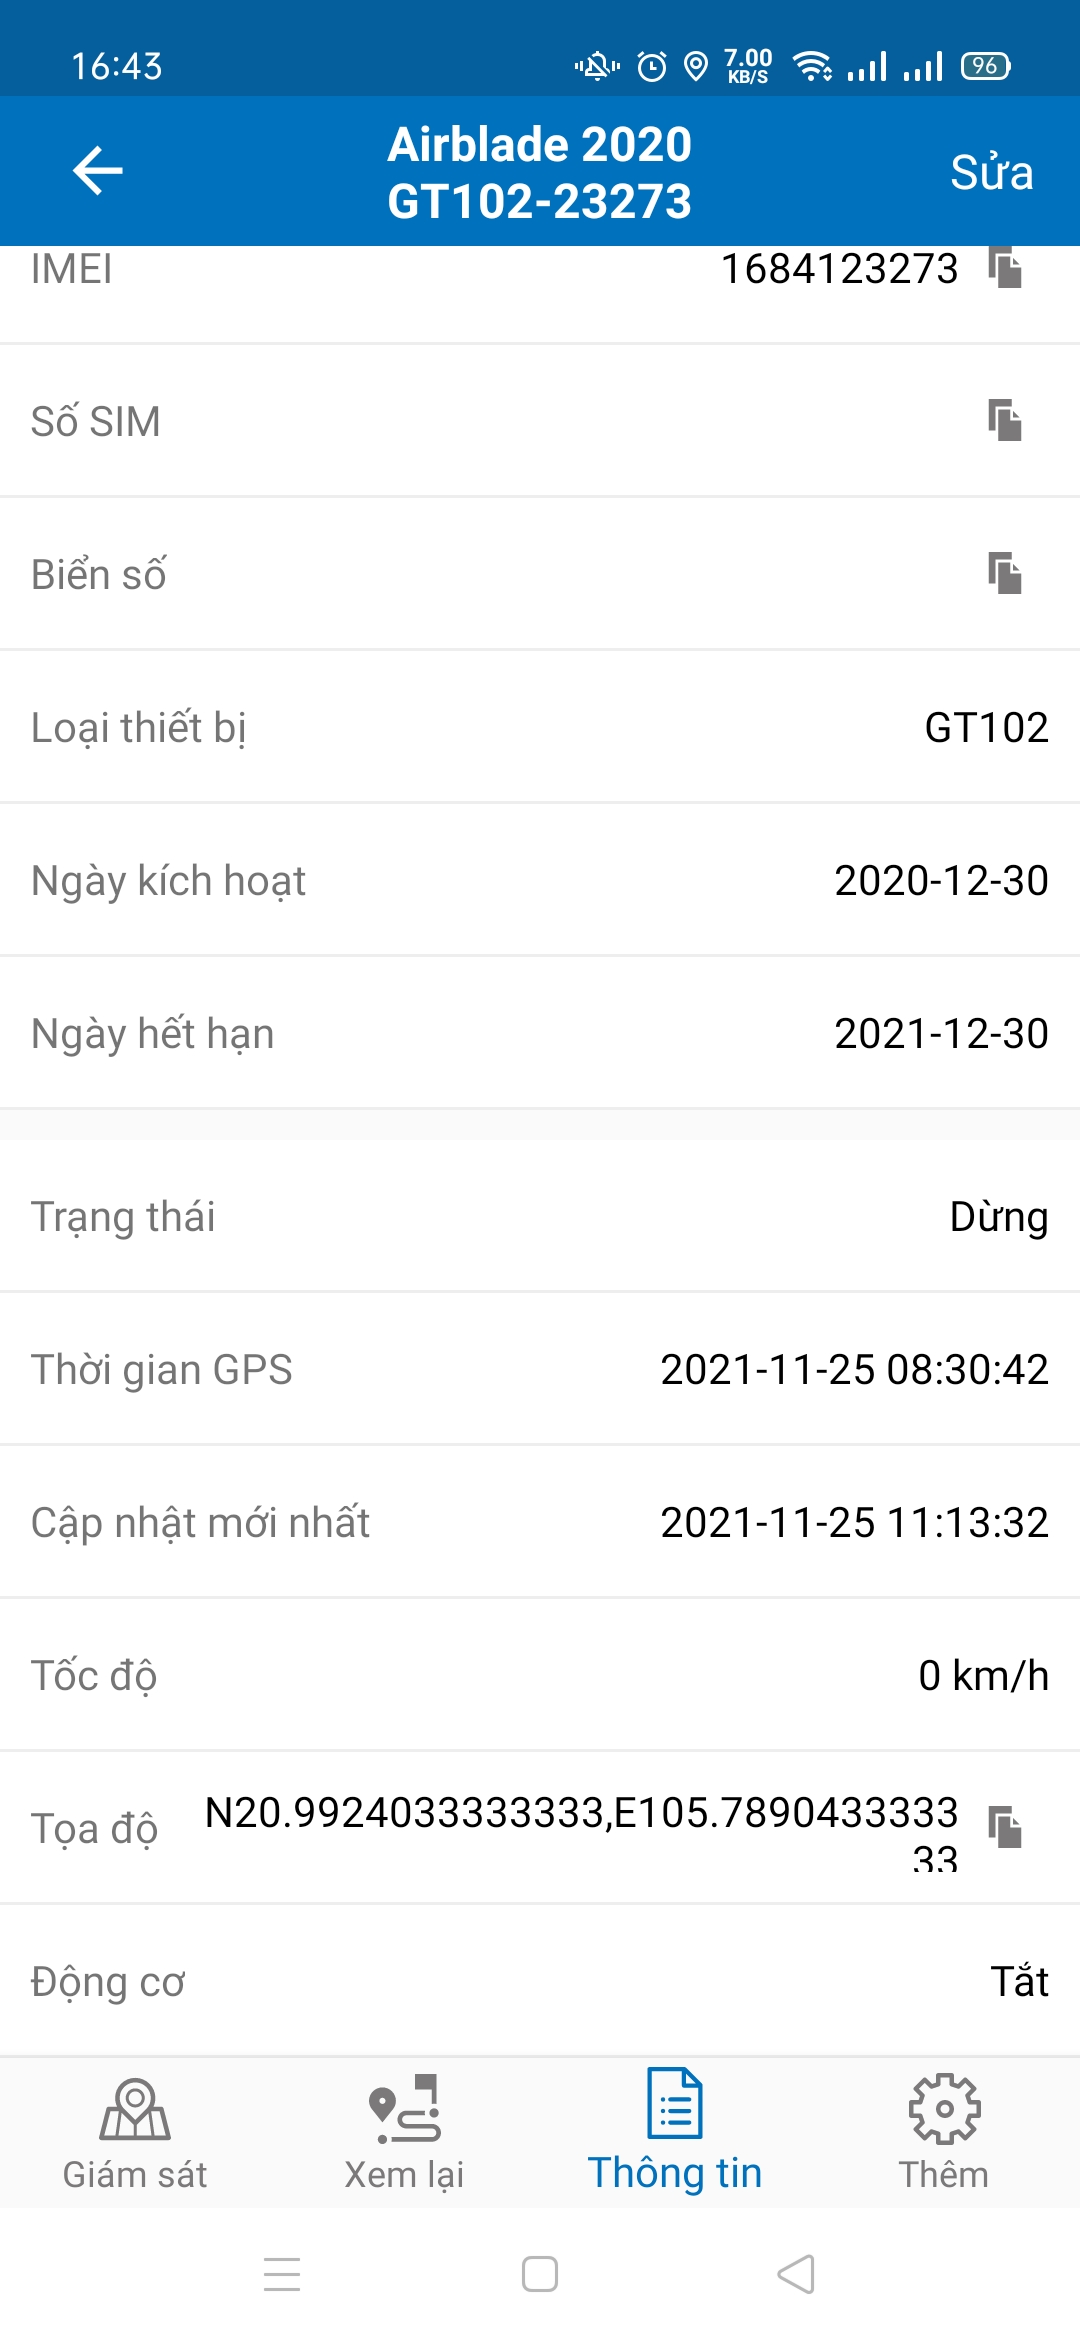 16:43
7.00
KB/S
96
Airblade 2020
GT102-23273
Sửa
IMEI 1684123273
Số SIM
Biển số
Loại thiết bị GT102
Ngày kích hoạt 2020-12-30
Ngày hết hạn 2021-12-30
Trạng thái Dừng
Thời gian GPS 2021-11-25 08:30:42
Cập nhật mới nhất 2021-11-25 11:13:32
Tốc độ 0 km/h
Tọa độ N20.9924033333333,E105.7890433333
33
Động cơ Tắt
Giám sát Xem lại Thông tin Thêm